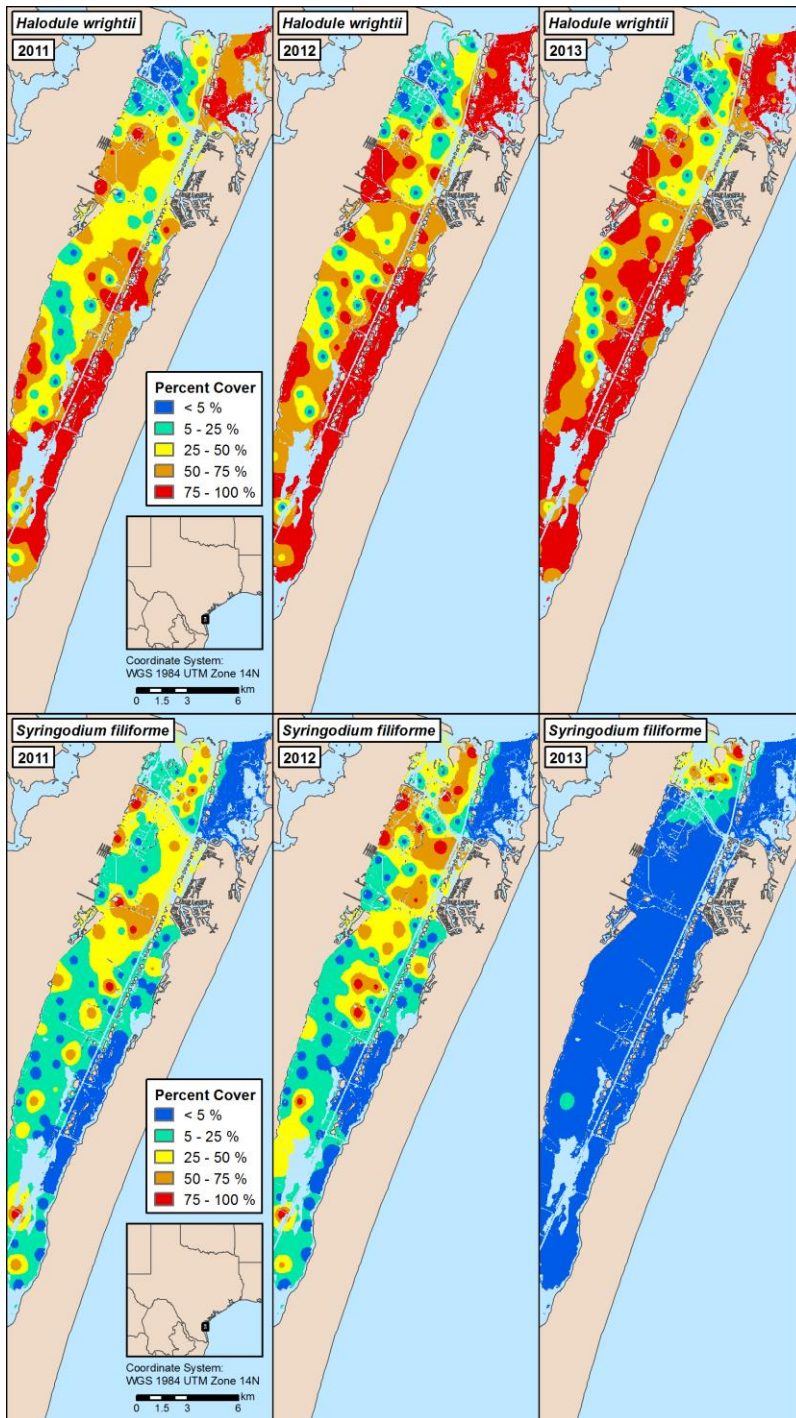 Halodule wrightii
2011
Halodule wrightii
2012
Halodule wrightii
2013
Percent Cover
< 5 %
5 - 25 %
25 - 50 %
50 - 75 %
75 - 100 %
Coordinate System:
WGS 1984 UTM Zone 14N
km
0 1.5 3 6
Syringodium filiforme
2011
Syringodium filiforme
2012
Syringodium filiforme
2013
Percent Cover
< 5 %
5 - 25 %
25 - 50 %
50 - 75 %
75 - 100 %
Coordinate System:
WGS 1984 UTM Zone 14N
km
0 1.5 3 6